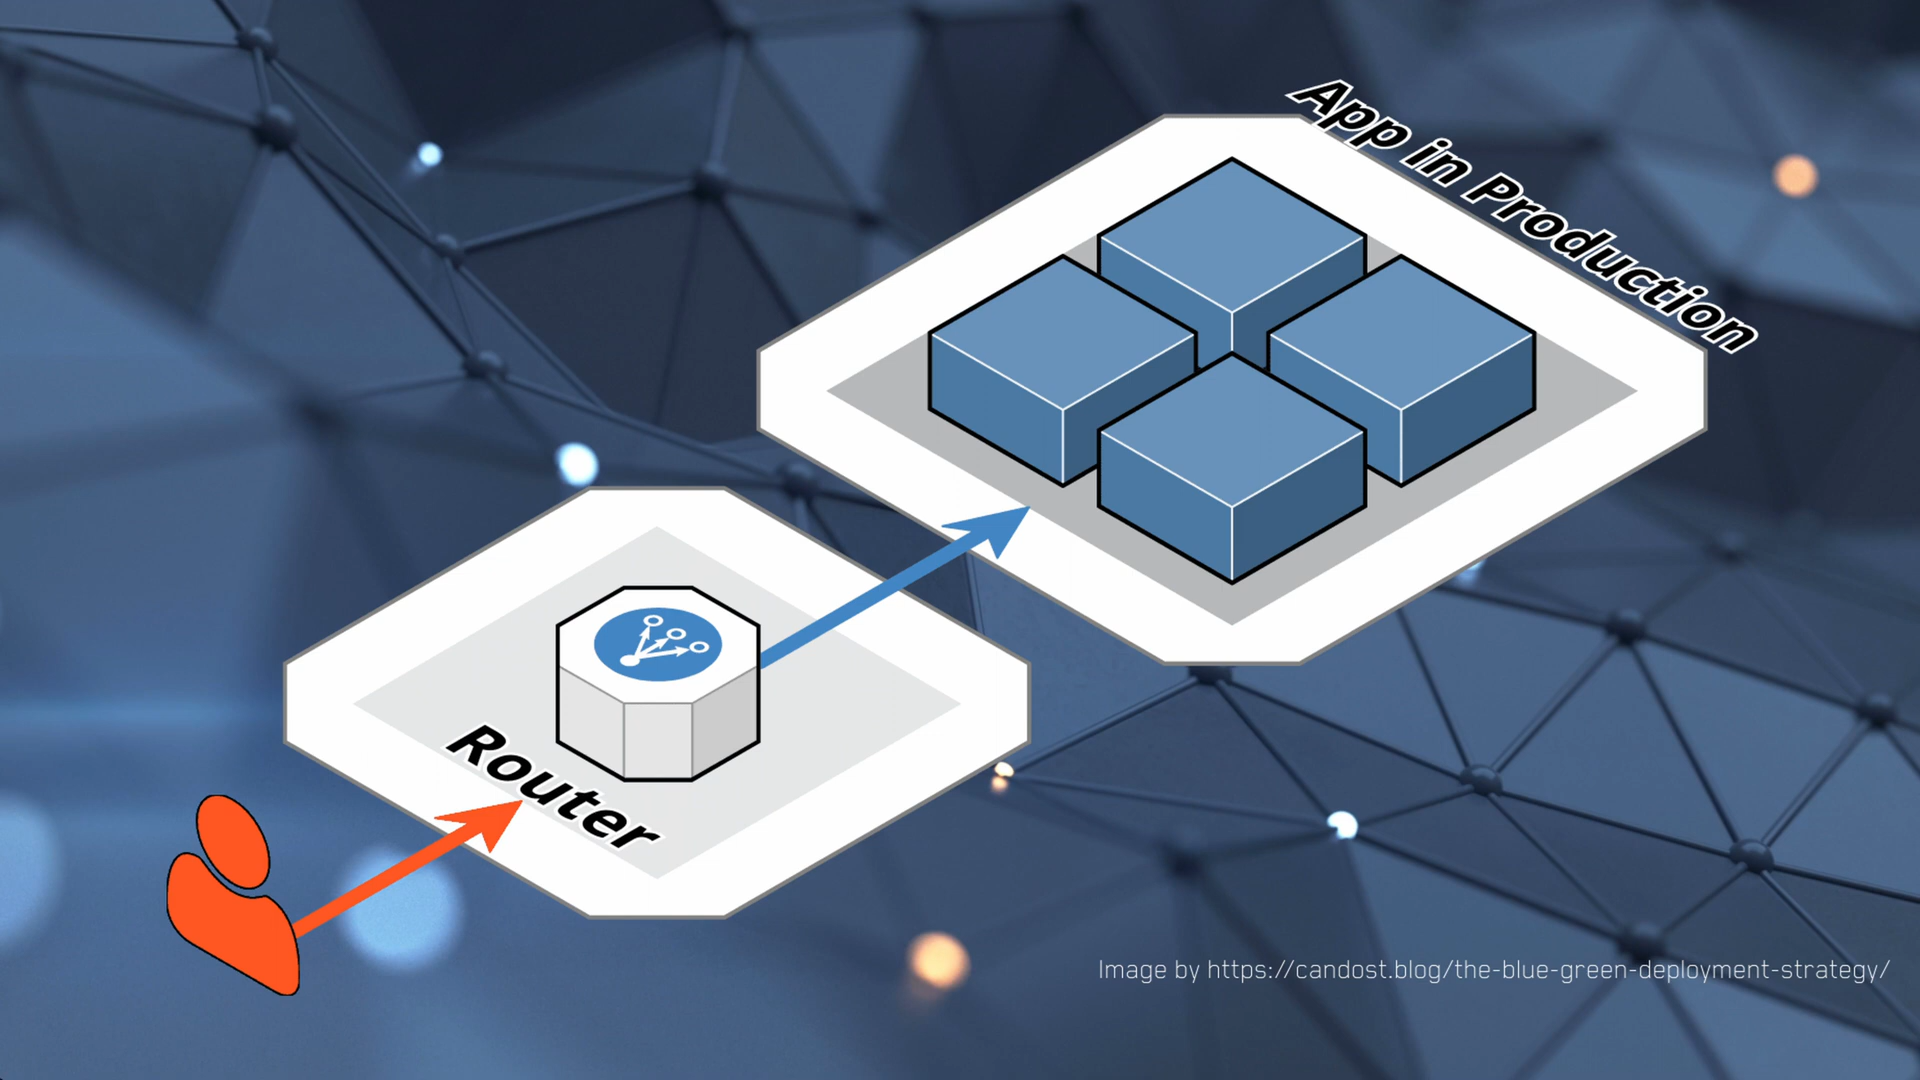 App in Production
Router
Image by https://candost.blog/the-blue-green-deployment-strategy/